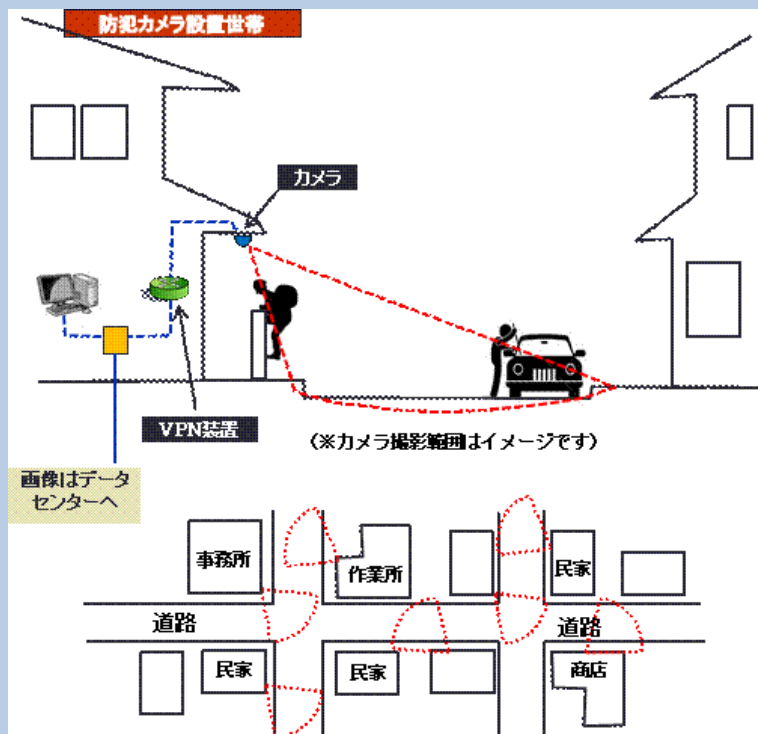 防犯カメラ設置世帯
カメラ
VPN装置
(※カメラ撮影範囲はイメージです)
画像はデータ
センターへ
事務所
作業所
民家
道路
道路
民家
民家
商店